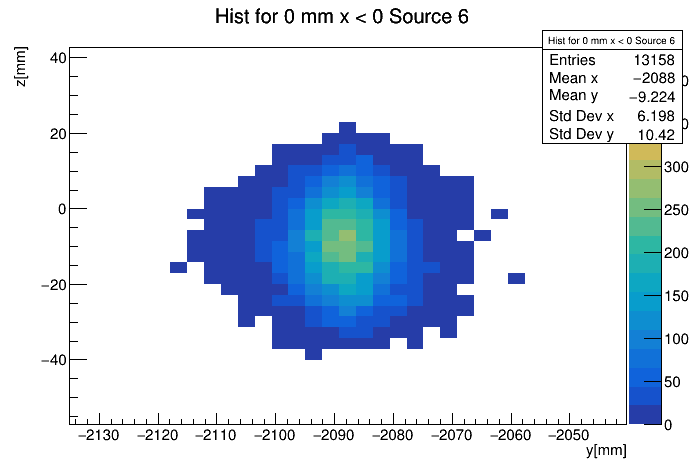 Hist for 0 mm x < 0 Source 6
Hist for 0 mm x < 0 Source 6
Entries 13158
Mean x −2088
Mean y −9.224
Std Dev x 6.198
Std Dev y 10.42
z[mm]
40
20
0
−20
−40
−2130 −2120 −2110 −2100 −2090 −2080 −2070 −2060 −2050
y[mm]
300
250
200
150
100
50
0